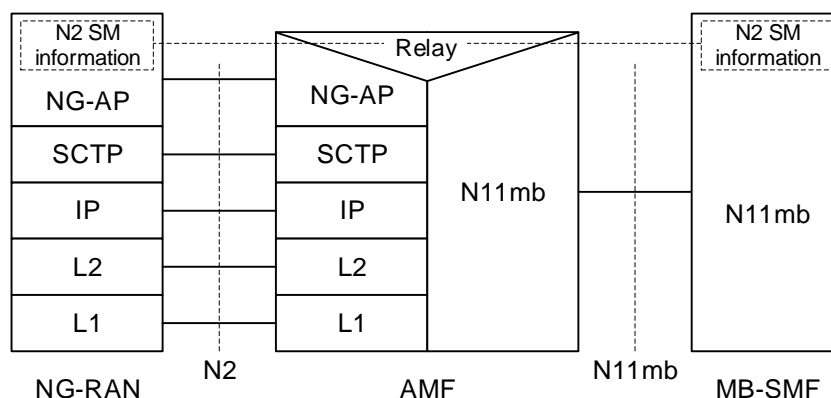 N2 SM
information
NG-AP
SCTP
IP
L2
L1
NG-RAN
N2
Relay
NG-AP
SCTP
IP
L2
L1
N11mb
AMF
N11mb
N2 SM
information
N11mb
MB-SMF